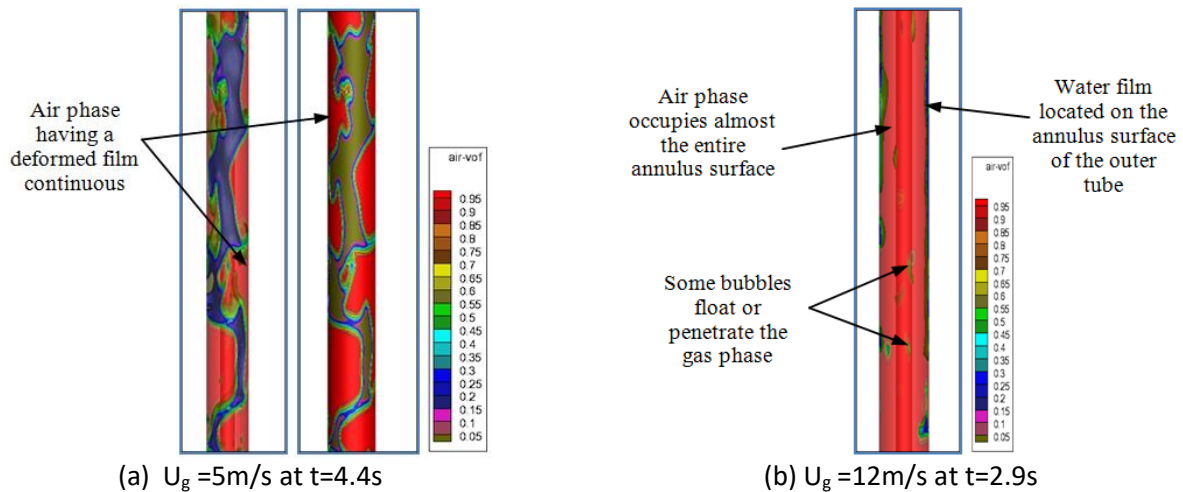 Air phase
having a
deformed film
continuous
air-vof
0.95
0.9
0.85
0.8
0.75
0.7
0.65
0.6
0.55
0.5
0.45
0.4
0.35
0.3
0.25
0.2
0.15
0.1
0.05
(a) Ug =5m/s at t=4.4s
Air phase
occupies almost
the entire
annulus surface
Water film
located on the
annulus surface
of the outer
tube
Some bubbles
float or
penetrate the
gas phase
air-vof
0.95
0.9
0.85
0.8
0.75
0.7
0.65
0.6
0.55
0.5
0.45
0.4
0.35
0.3
0.25
0.2
0.15
0.1
0.05
(b) Ug =12m/s at t=2.9s